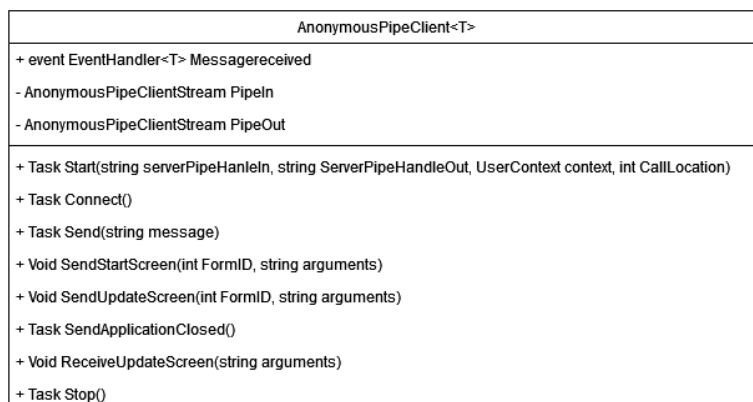 AnonymousPipeClient<T>
+ event EventHandler<T> Messagereceived
- AnonymousPipeClientStream PipeIn
- AnonymousPipeClientStream PipeOut
+ Task Start(string serverPipeHanleIn, string ServerPipeHandleOut, UserContext context, int CallLocation)
+ Task Connect()
+ Task Send(string message)
+ Void SendStartScreen(int FormID, string arguments)
+ Void SendUpdateScreen(int FormID, string arguments)
+ Task SendApplicationClosed()
+ Void ReceiveUpdateScreen(string arguments)
+ Task Stop()